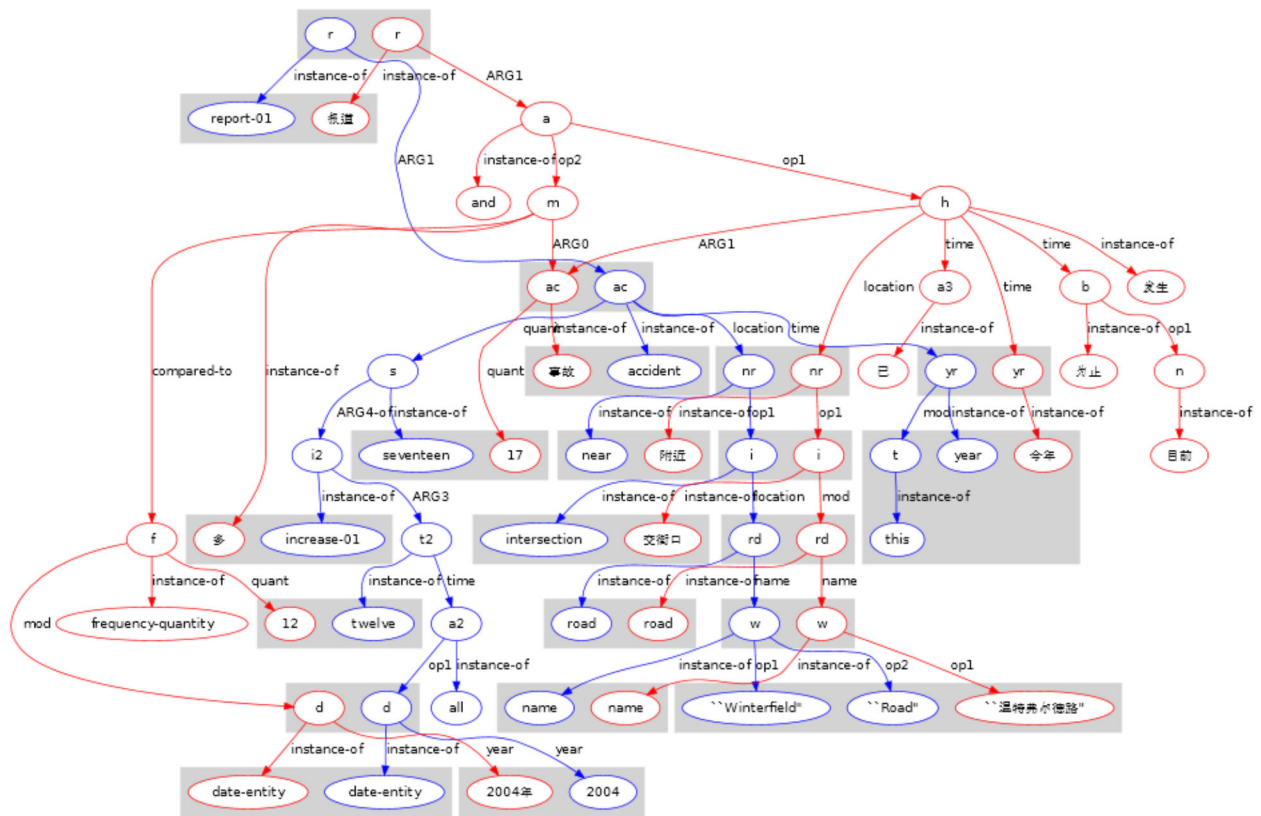 r r
instance-of instance-of ARG1
report-01 报道 a
ARG1 instance-of op2 op1
and m h
ARG0 ARG1 time time instance-of
ac ac location a3 time b 发生
quant instance-of instance-of location time instance-of instance-of op1
compared-to instance-of s quant 事故 accident nr nr 已 yr yr 为止 n
ARG4-of instance-of instance-of instance-of op1 op1 mod instance-of instance-of instance-of
i2 seventeen 17 near 附近 i i t year 今年 目前
instance-of ARG3 instance-of instance-of location mod instance-of
f 多 increase-01 t2 intersection 交街口 rd rd this
instance-of quant instance-of time instance-of instance-of name name
mod frequency-quantity 12 twelve a2 road road w w
op1 instance-of instance-of op1 instance-of op2 op1
d d all name name ``Winterfield" ``Road" ``温特弗尔德路"
instance-of instance-of year year
date-entity date-entity 2004年 2004